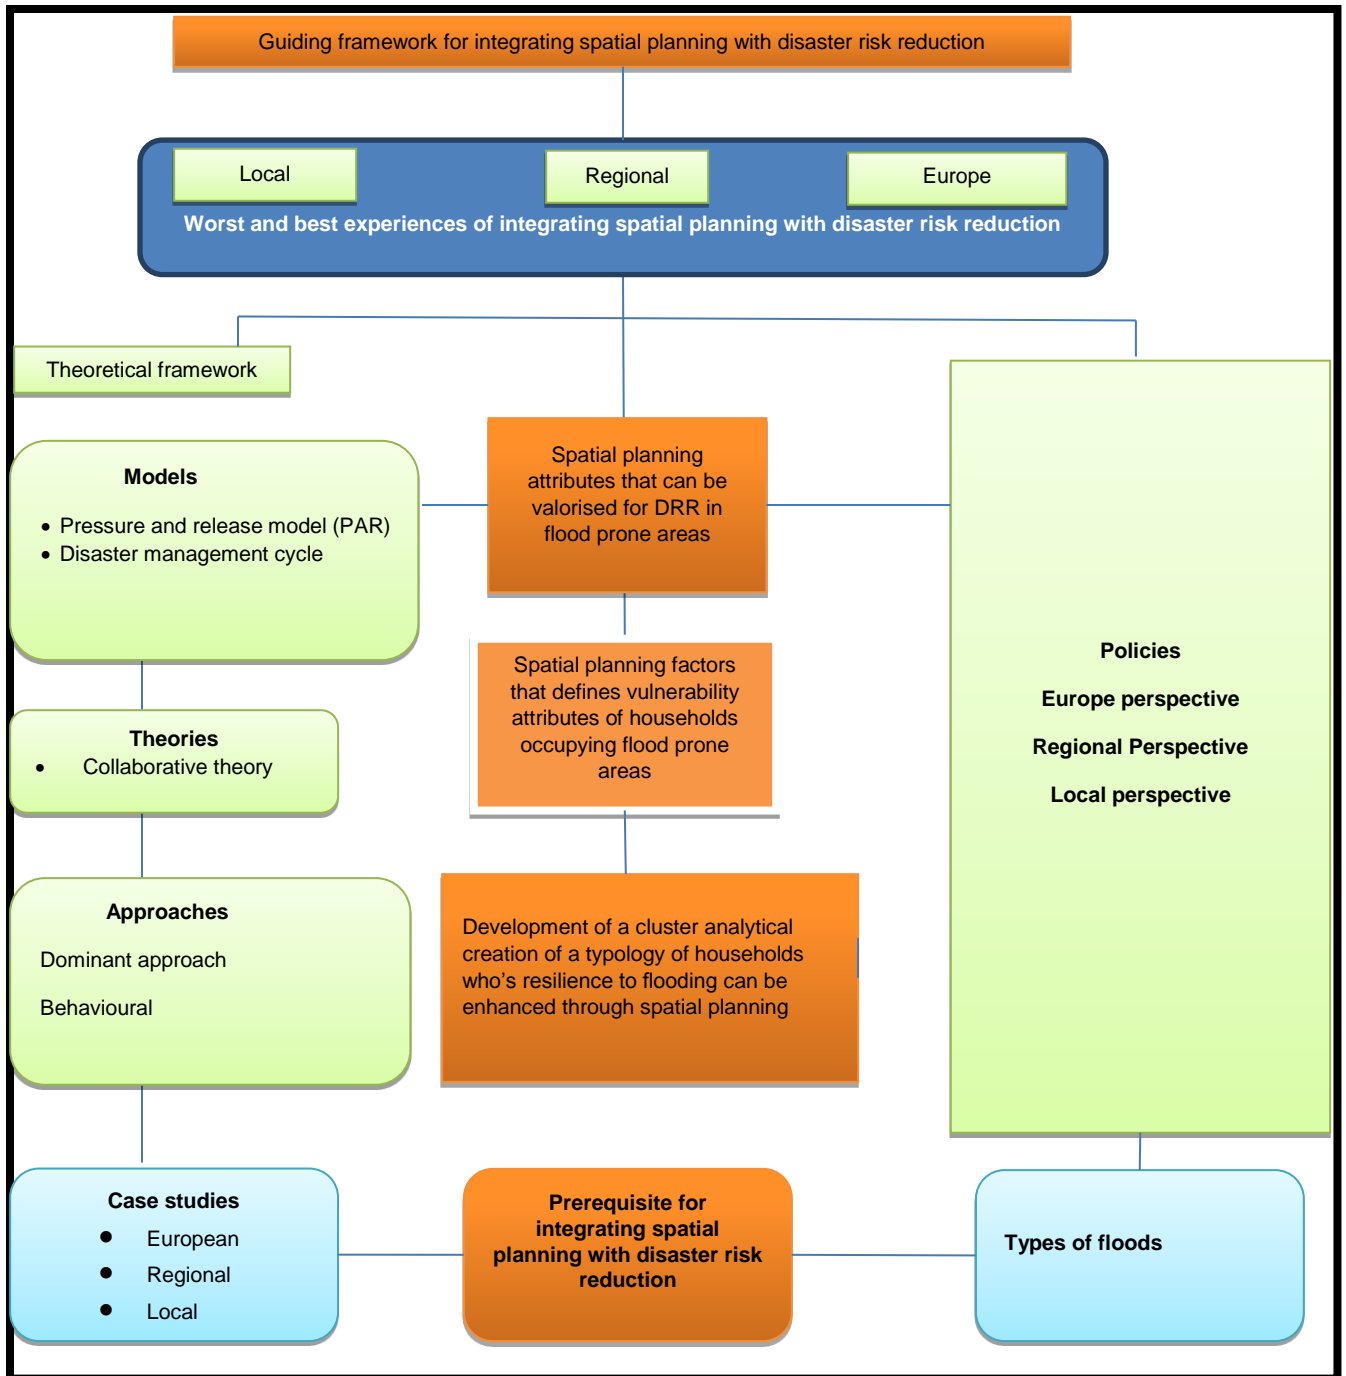 Guiding framework for integrating spatial planning with disaster risk reduction
Local
Regional
Europe
Worst and best experiences of integrating spatial planning with disaster risk reduction
Theoretical framework
Models
• Pressure and release model (PAR)
• Disaster management cycle
Spatial planning
attributes that can be
valorised for DRR in
flood prone areas
Policies
Europe perspective
Regional Perspective
Local perspective
Spatial planning factors
that defines vulnerability
attributes of households
occupying flood prone
areas
Theories
• Collaborative theory
Approaches
Dominant approach
Behavioural
Development of a cluster analytical
creation of a typology of households
who’s resilience to flooding can be
enhanced through spatial planning
Case studies
● European
● Regional
● Local
Prerequisite for
integrating spatial
planning with disaster risk
reduction
Types of floods